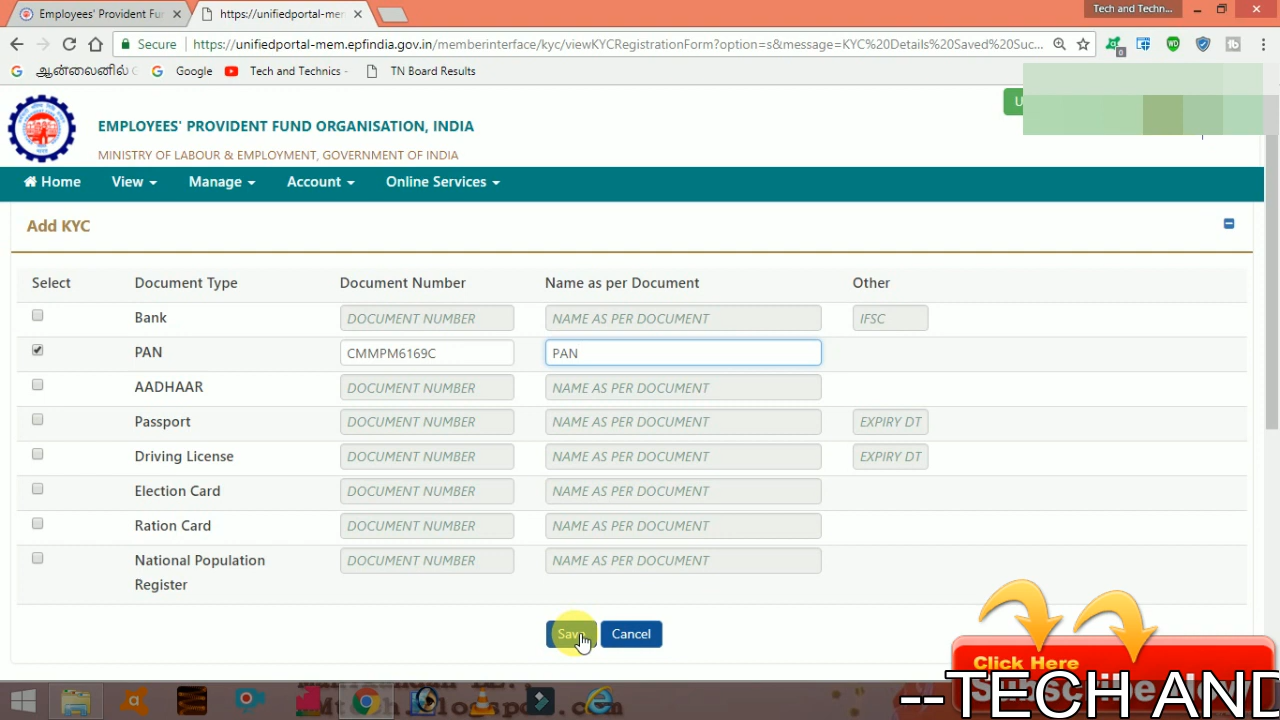 Employees' Provident Fun
https://unifiedportal-mem
Tech and Techn...
Secure
https://unifiedportal-mem.epfindia.gov.in/memberinterface/kyc/viewKYCRegistrationForm?option=s&message=KYC%20Details%20Saved%20Suc...
ஆன்லைனில்
Google
Tech and Technics -
TN Board Results
EMPLOYEES' PROVIDENT FUND ORGANISATION, INDIA
MINISTRY OF LABOUR & EMPLOYMENT, GOVERNMENT OF INDIA
U
Home View Manage Account Online Services
Add KYC
Select Document Type Document Number Name as per Document Other
Bank DOCUMENT NUMBER NAME AS PER DOCUMENT IFSC
PAN CMMPM6169C PAN
AADHAAR DOCUMENT NUMBER NAME AS PER DOCUMENT
Passport DOCUMENT NUMBER NAME AS PER DOCUMENT EXPIRY DT
Driving License DOCUMENT NUMBER NAME AS PER DOCUMENT EXPIRY DT
Election Card DOCUMENT NUMBER NAME AS PER DOCUMENT
Ration Card DOCUMENT NUMBER NAME AS PER DOCUMENT
National Population DOCUMENT NUMBER NAME AS PER DOCUMENT
Register
Save Cancel
Click Here
Subscribe Now
--TECH AND